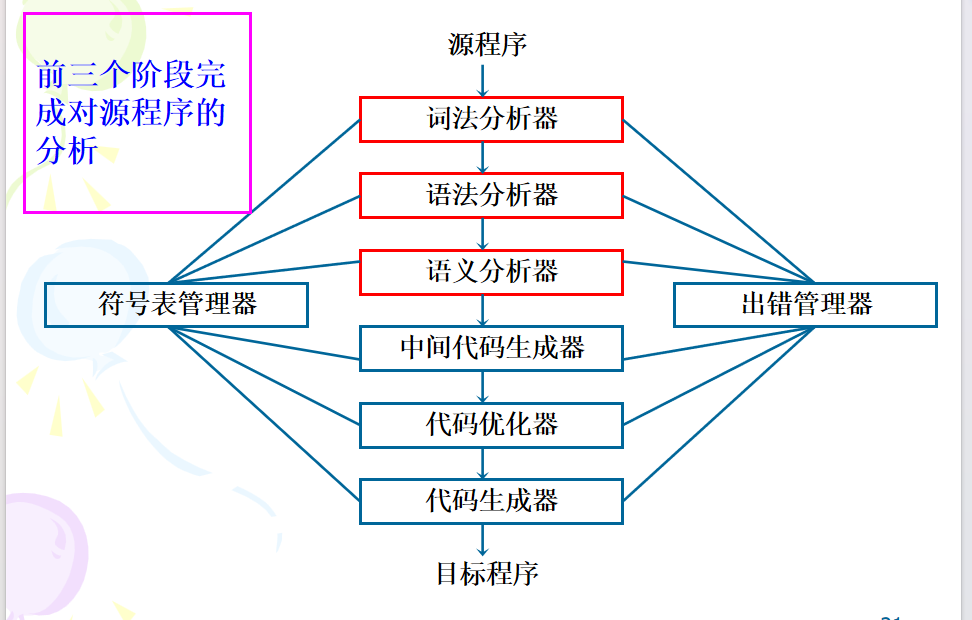 前三个阶段完
成对源程序的
分析
源程序
词法分析器
语法分析器
语义分析器
符号表管理器
出错管理器
中间代码生成器
代码优化器
代码生成器
目标程序